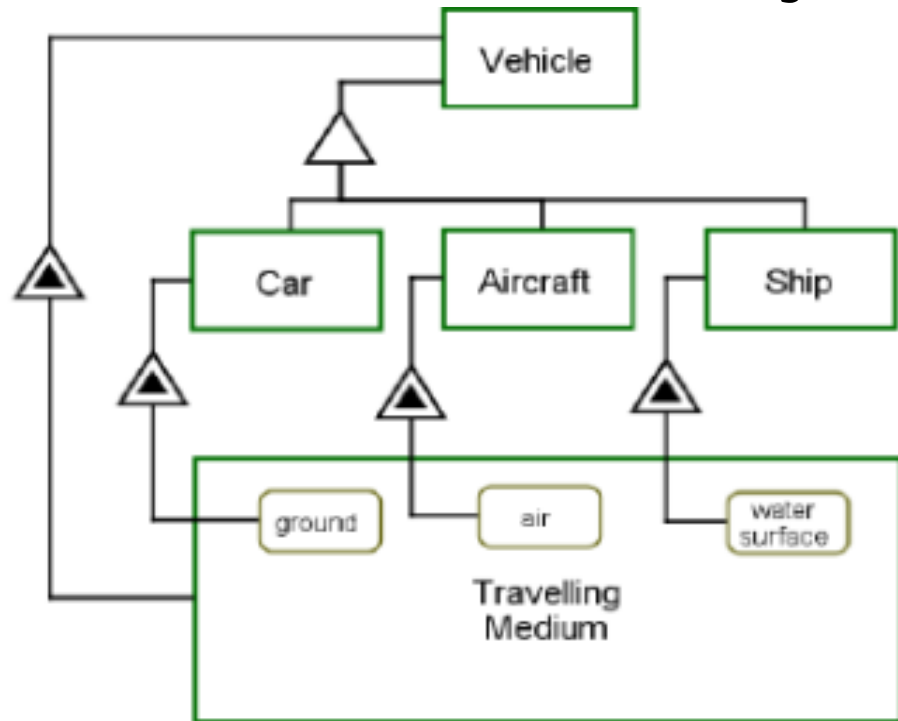 Vehicle
Car
Aircraft
Ship
ground
air
water
surface
Travelling
Medium